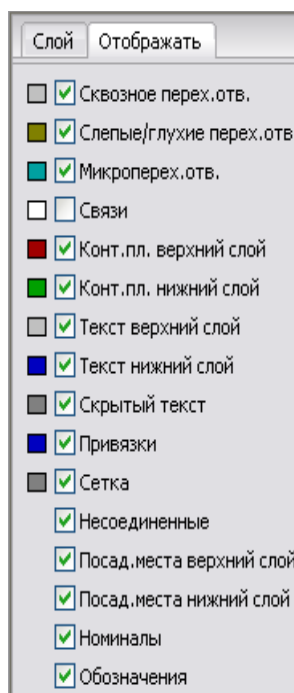 Слой Отображать
Сквозное перех.отв.
Слепые/глухие перех.отв
Микроперех.отв.
Связи
Конт.пл. верхний слой
Конт.пл. нижний слой
Текст верхний слой
Текст нижний слой
Скрытый текст
Привязки
Сетка
Несоединенные
Посад.места верхний слой
Посад.места нижний слой
Номиналы
Обозначения